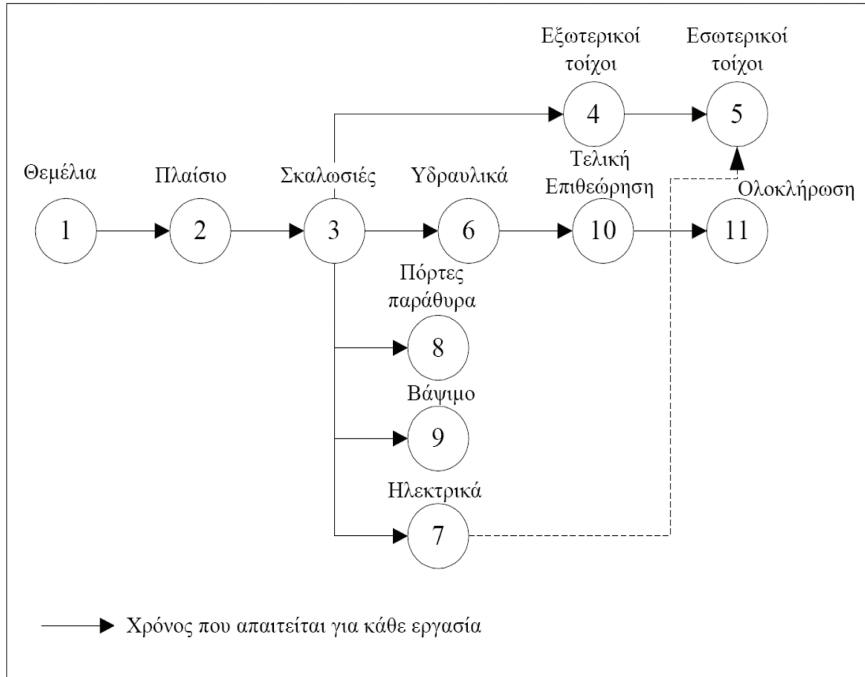 Εξωτερικοί
τοίχοι
Εσωτερικοί
τοίχοι
4
5
Θεμέλια
Πλαίσιο
Σκαλωσιές
Υδραυλικά
Τελική
Επιθεώρηση
Ολοκλήρωση
1
2
3
6
10
11
Πόρτες
παράθυρα
8
Βάψιμο
9
Ηλεκτρικά
7
Χρόνος που απαιτείται για κάθε εργασία